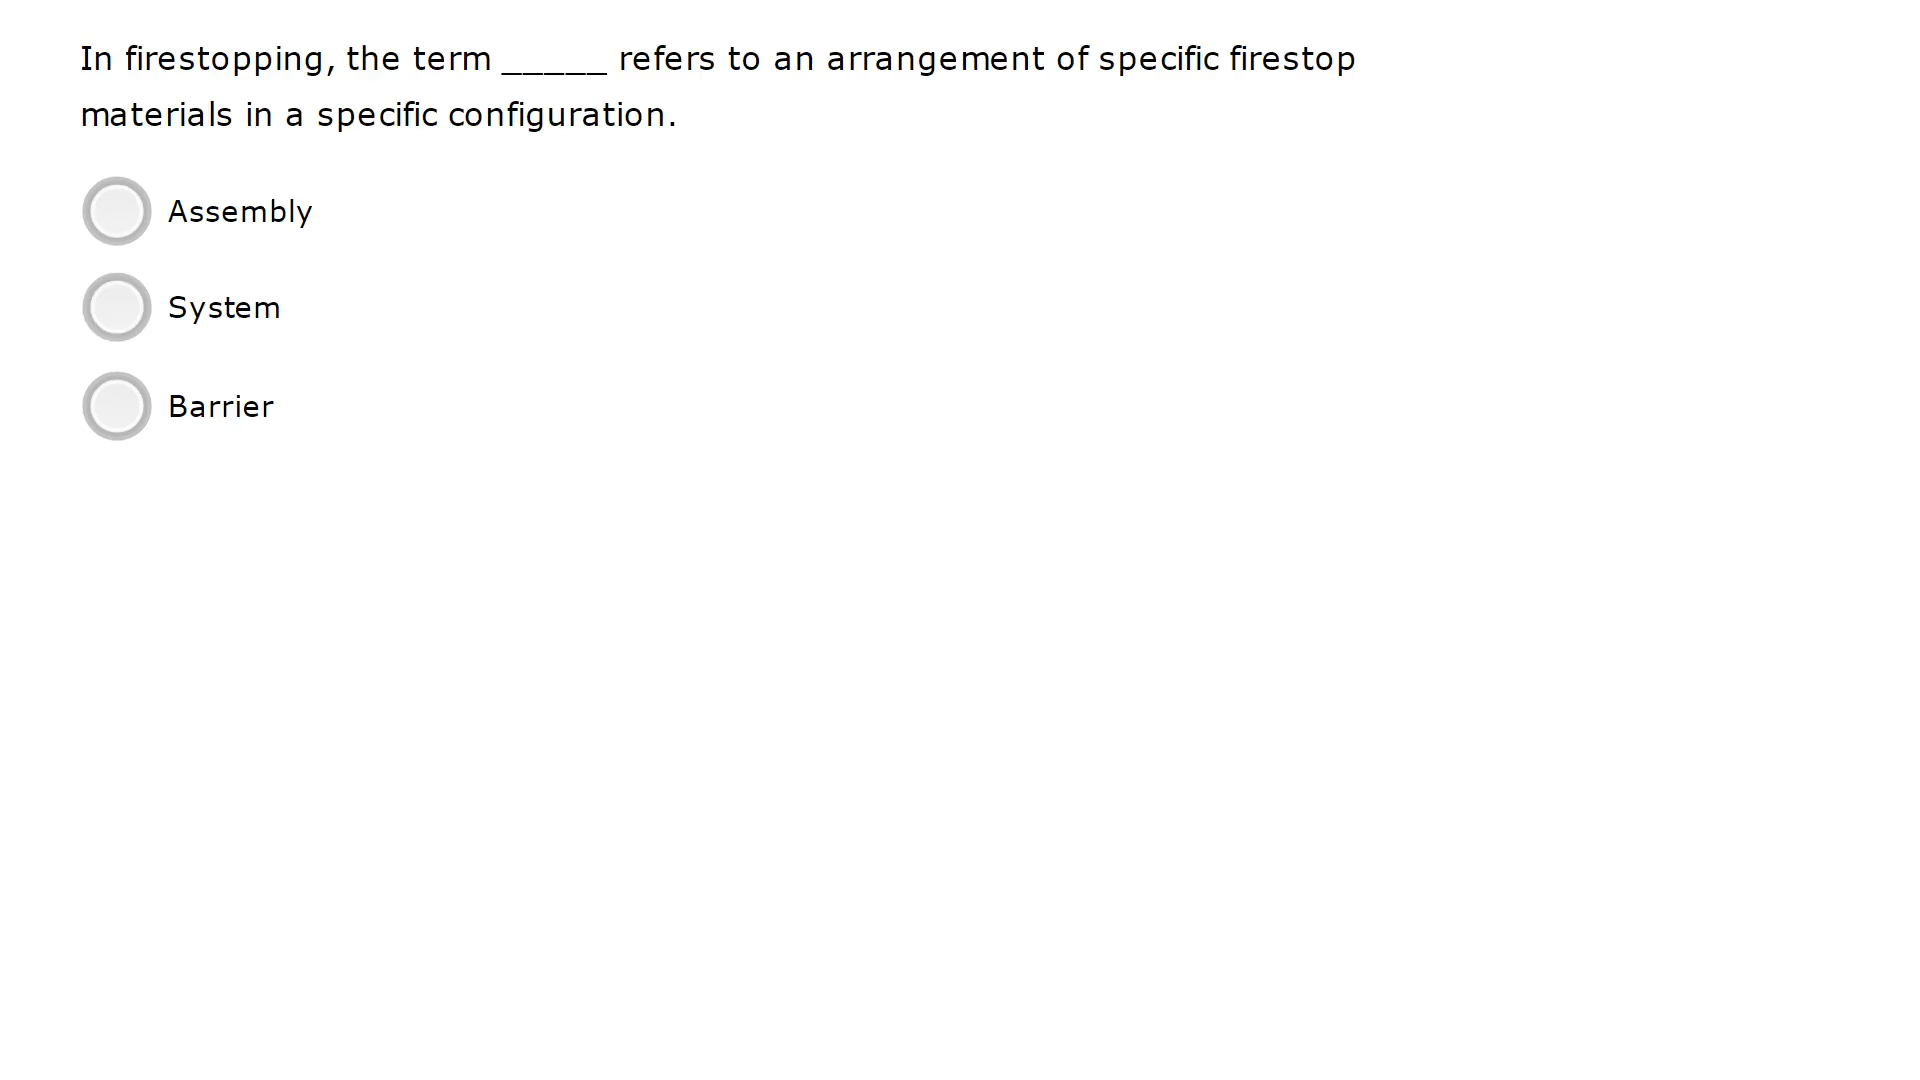 In firestopping, the term _____ refers to an arrangement of specific firestop
materials in a specific configuration.
Assembly
System
Barrier